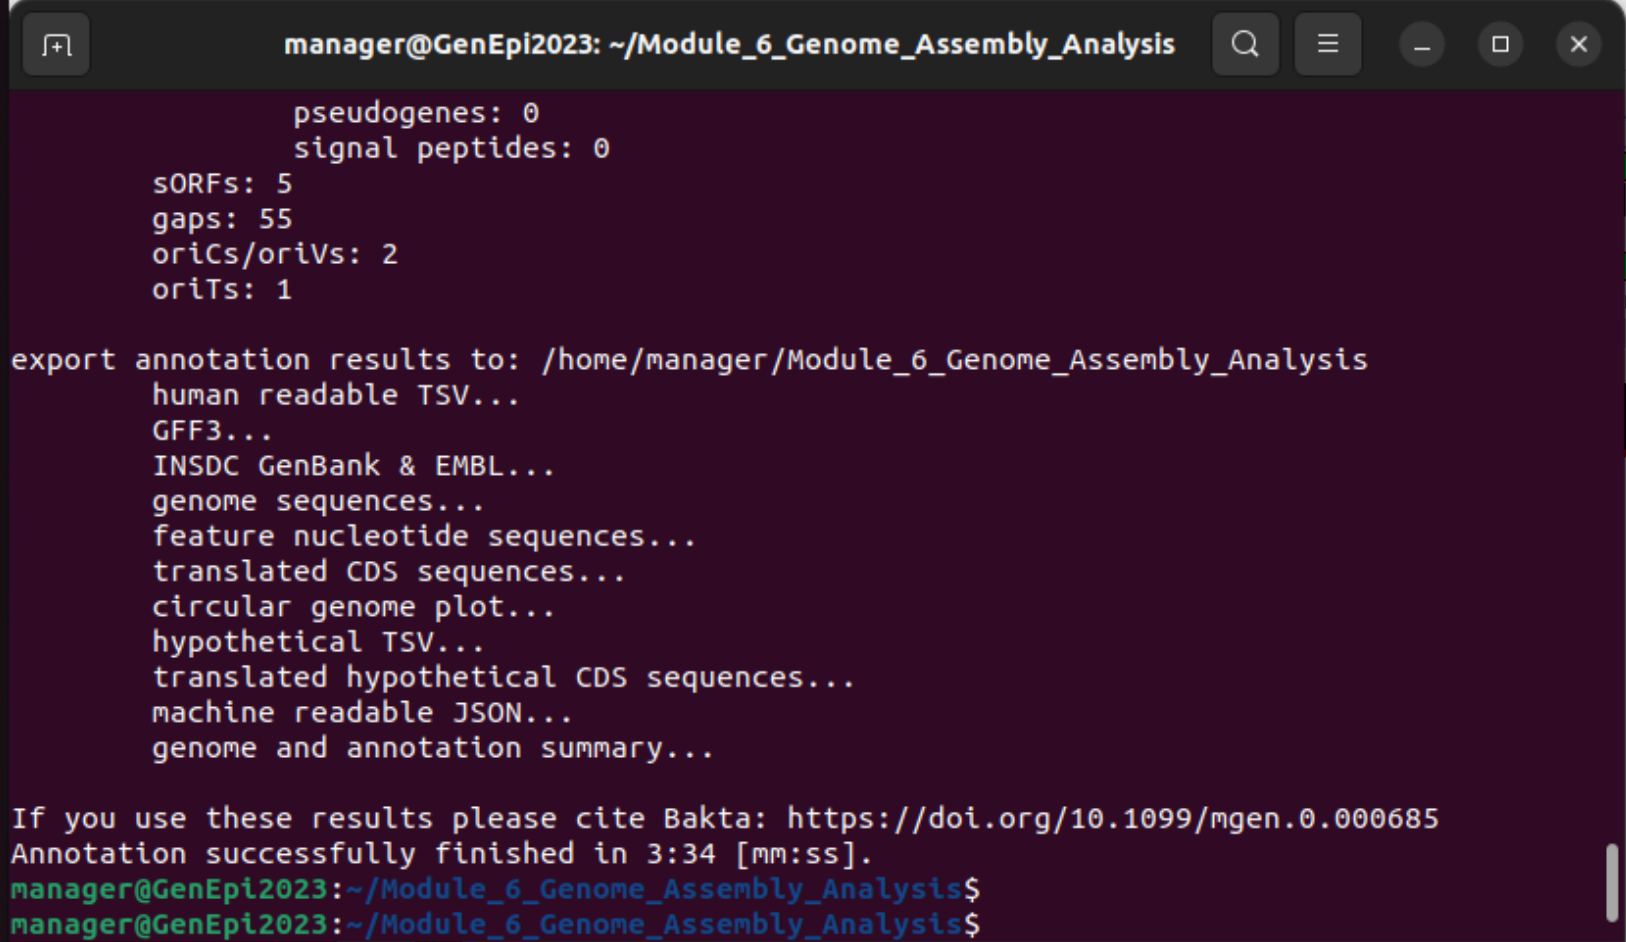 manager@GenEpi2023: ~/Module_6_Genome_Assembly_Analysis
pseudogenes: 0
signal peptides: 0
sORFs: 5
gaps: 55
oriCs/oriVs: 2
oriTs: 1
export annotation results to: /home/manager/Module_6_Genome_Assembly_Analysis
human readable TSV...
GFF3...
INSDC GenBank & EMBL...
genome sequences...
feature nucleotide sequences...
translated CDS sequences...
circular genome plot...
hypothetical TSV...
translated hypothetical CDS sequences...
machine readable JSON...
genome and annotation summary...
If you use these results please cite Bakta: https://doi.org/10.1099/mgen.0.000685
Annotation successfully finished in 3:34 [mm:ss].
manager@GenEpi2023:~/Module_6_Genome_Assembly_Analysis$
manager@GenEpi2023:~/Module_6_Genome_Assembly_Analysis$